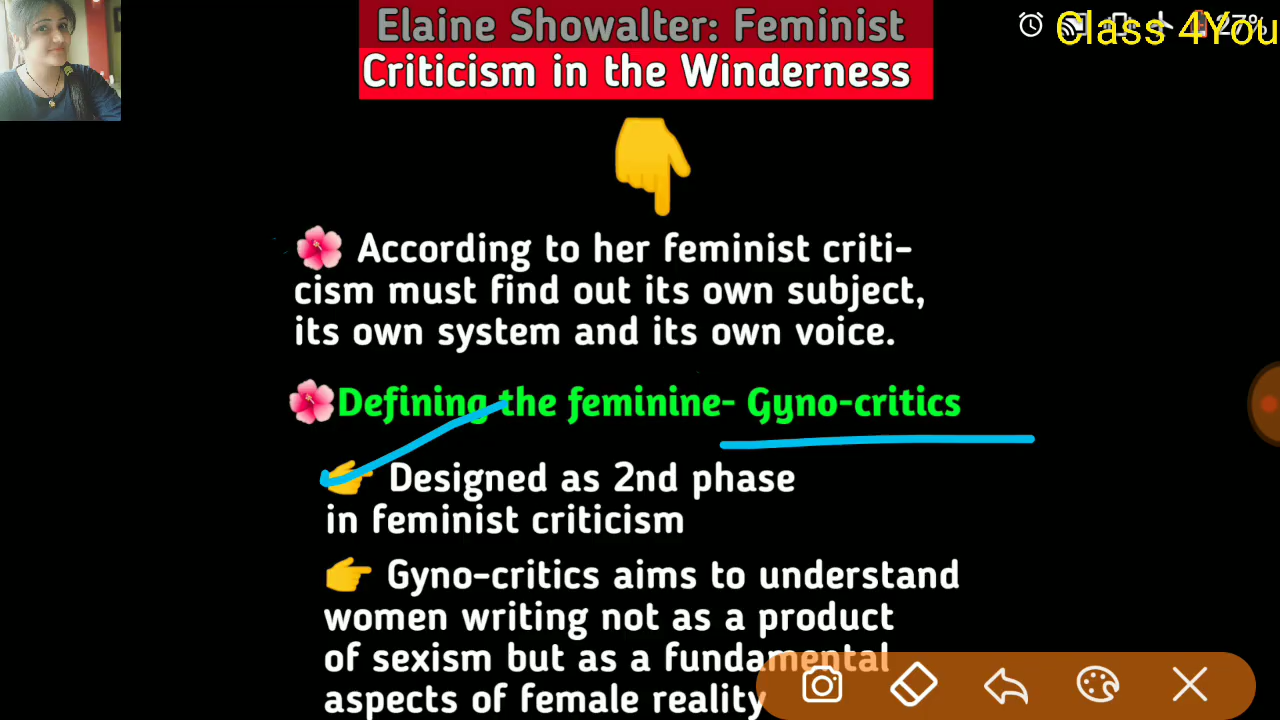 Elaine Showalter: Feminist
Criticism in the Winderness
27%
Class 4You
According to her feminist criti-
cism must find out its own subject,
its own system and its own voice.
Defining the feminine- Gyno-critics
Designed as 2nd phase
in feminist criticism
Gyno-critics aims to understand
women writing not as a product
of sexism but as a fundamental
aspects of female reality